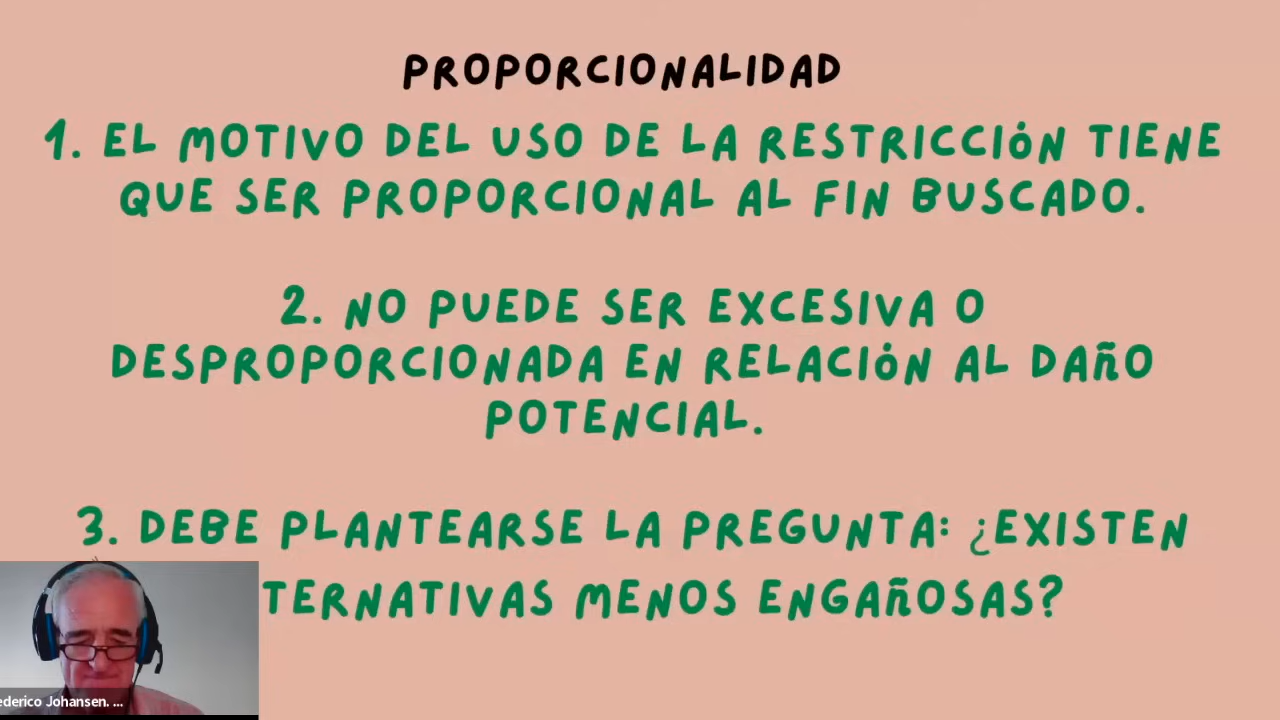 PROPORCIONALIDAD
1. EL MOTIVO DEL USO DE LA RESTRICCIÓN TIENE
QUE SER PROPORCIONAL AL FIN BUSCADO.
2. NO PUEDE SER EXCESIVA O
DESPROPORCIONADA EN RELACIÓN AL DAÑO
POTENCIAL.
3. DEBE PLANTEARSE LA PREGUNTA: ¿EXISTEN
TERNATIVAS MENOS ENGAÑOSAS?
ederico Johansen. ...